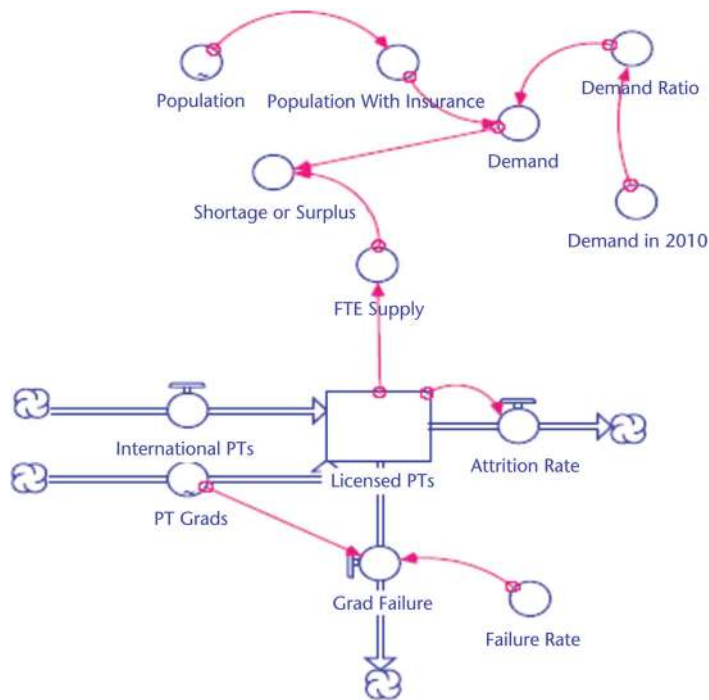 Population
Population With Insurance
Demand Ratio
Demand
Shortage or Surplus
Demand in 2010
FTE Supply
International PTs
Licensed PTs
Attrition Rate
PT Grads
Grad Failure
Failure Rate